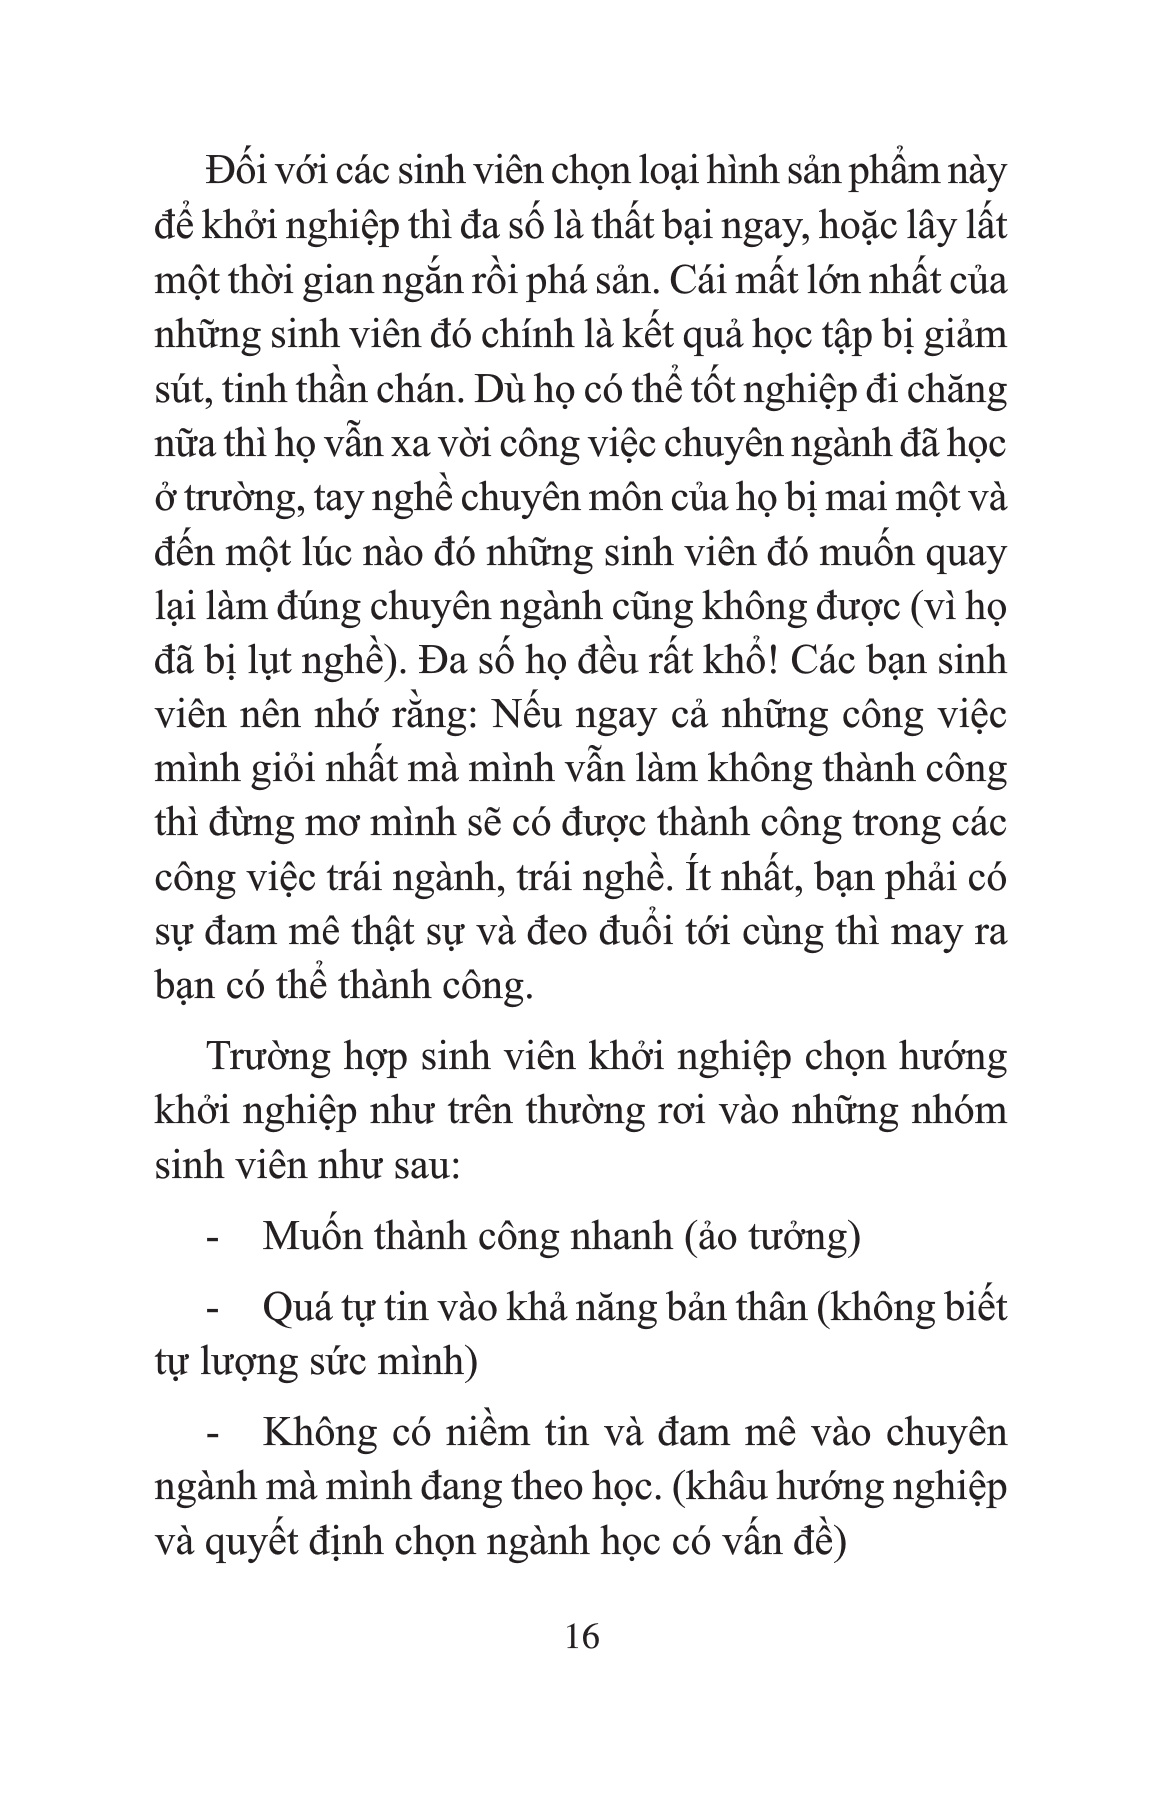 Đối với các sinh viên chọn loại hình sản phẩm này
để khởi nghiệp thì đa số là thất bại ngay, hoặc lây lất
một thời gian ngắn rồi phá sản. Cái mất lớn nhất của
những sinh viên đó chính là kết quả học tập bị giảm
sút, tinh thần chán. Dù họ có thể tốt nghiệp đi chăng
nữa thì họ vẫn xa vời công việc chuyên ngành đã học
ở trường, tay nghề chuyên môn của họ bị mai một và
đến một lúc nào đó những sinh viên đó muốn quay
lại làm đúng chuyên ngành cũng không được (vì họ
đã bị lụt nghề). Đa số họ đều rất khổ! Các bạn sinh
viên nên nhớ rằng: Nếu ngay cả những công việc
mình giỏi nhất mà mình vẫn làm không thành công
thì đừng mơ mình sẽ có được thành công trong các
công việc trái ngành, trái nghề. Ít nhất, bạn phải có
sự đam mê thật sự và đeo đuổi tới cùng thì may ra
bạn có thể thành công.
Trường hợp sinh viên khởi nghiệp chọn hướng
khởi nghiệp như trên thường rơi vào những nhóm
sinh viên như sau:
- Muốn thành công nhanh (ảo tưởng)
- Quá tự tin vào khả năng bản thân (không biết
tự lượng sức mình)
- Không có niềm tin và đam mê vào chuyên
ngành mà mình đang theo học. (khâu hướng nghiệp
và quyết định chọn ngành học có vấn đề)
16